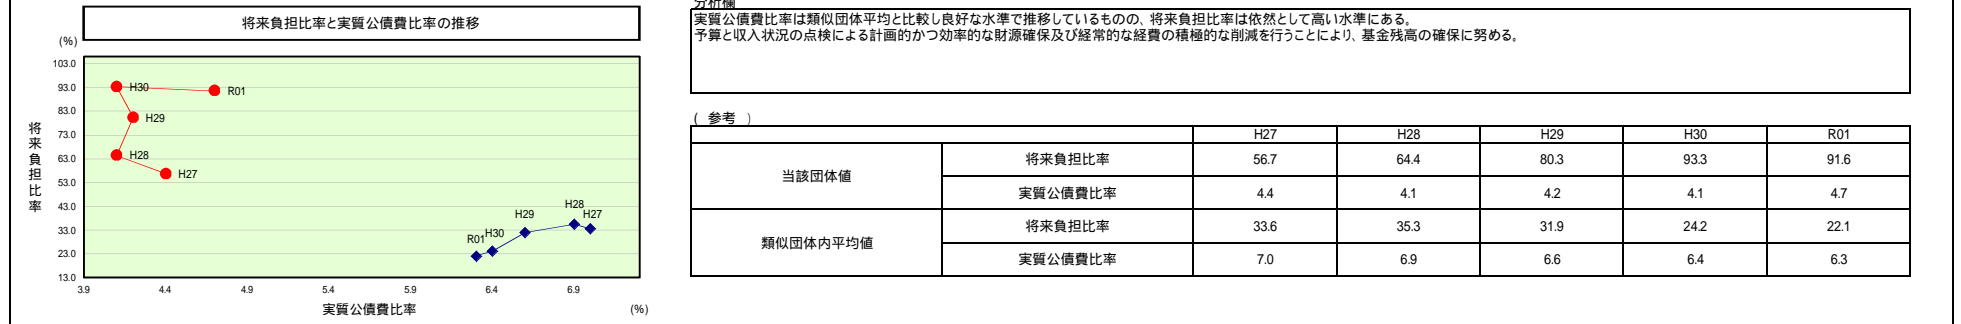 将来負担比率と実質公債費比率の推移
(%)
103.0
93.0
83.0
73.0
63.0
53.0
43.0
33.0
23.0
13.0
将来負担比率
H30
R01
H29
H28
H27
H28
H27
H29
H30
R01
3.9
4.4
4.9
5.4
5.9
6.4
6.9
実質公債費比率
(%)
分析欄
実質公債費比率は類似団体平均と比較し良好な水準で推移しているものの、将来負担比率は依然として高い水準にある。
予算と収入状況の点検による計画的かつ効率的な財源確保及び経常的な経費の積極的な削減を行うことにより、基金残高の確保に努める。
( 参考 )
H27 H28 H29 H30 R01
当該団体値
将来負担比率 56.7 64.4 80.3 93.3 91.6
実質公債費比率 4.4 4.1 4.2 4.1 4.7
類似団体内平均値
将来負担比率 33.6 35.3 31.9 24.2 22.1
実質公債費比率 7.0 6.9 6.6 6.4 6.3